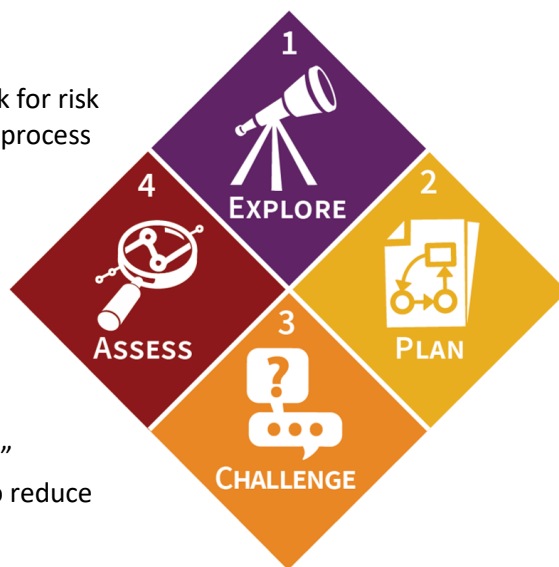 k for risk
process
1
EXPLORE
2
PLAN
3
?
CHALLENGE
4
ASSESS
”
o reduce